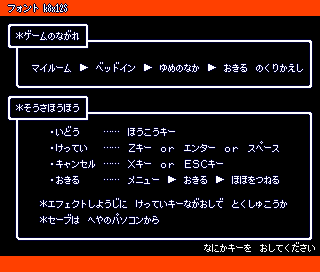 フォント k8x12S
＊ゲームのながれ
マイルーム ▶ ベッドイン ▶ ゆめのなか ▶ おきる のくりかえし
＊そうさほうほう
・いどう …… ほうこうキー
・けってい …… Zキー or エンター or スペース
・キャンセル …… Xキー or ESCキー
・おきる …… メニュー ▶ おきる ▶ ほほをつねる
＊エフェクトしようじに けっていキーながおしで とくしゅこうか
＊セーブは へやのパソコンから
なにかキーを おしてください